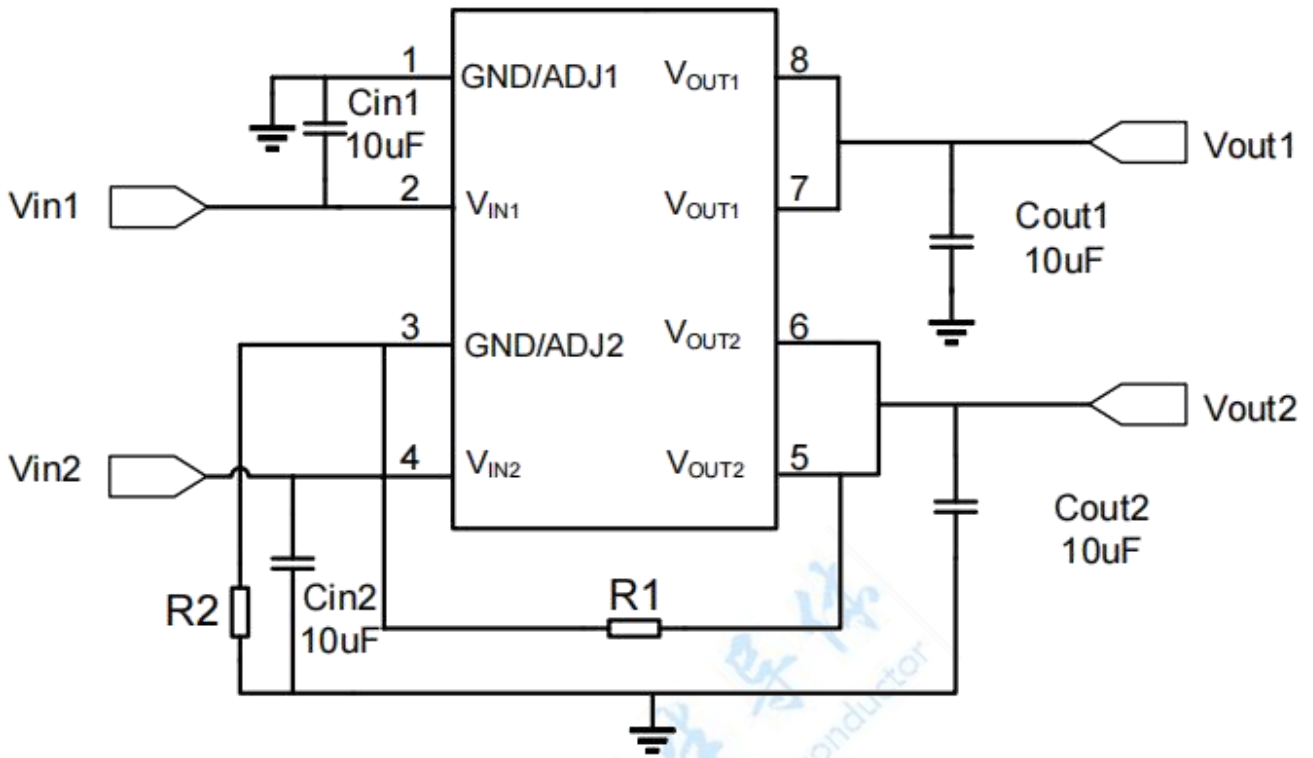 1
GND/ADJ1
VOUT1
8
Cin1
10uF
Vout1
Vin1
2
VIN1
VOUT1
7
Cout1
10uF
3
GND/ADJ2
VOUT2
6
Vout2
Vin2
4
VIN2
VOUT2
5
Cout2
10uF
R2
Cin2
10uF
R1